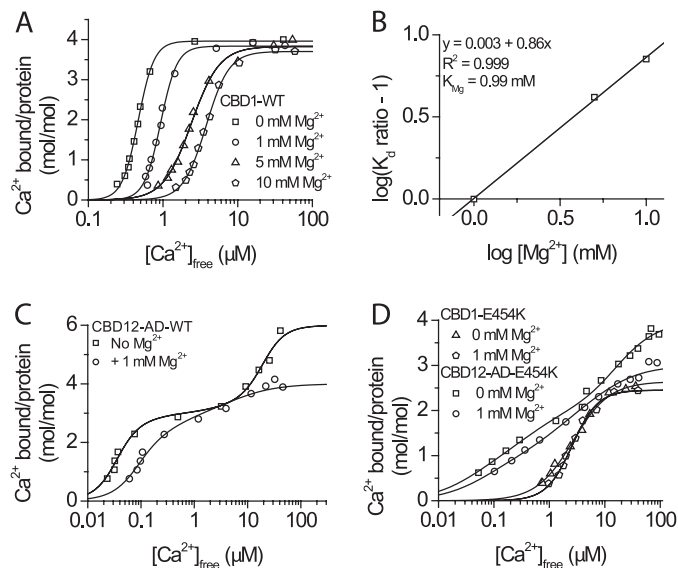 A
Ca²⁺ bound/protein
(mol/mol)
5
4
3
2
1
0
CBD1-WT
0 mM Mg²⁺
1 mM Mg²⁺
5 mM Mg²⁺
10 mM Mg²⁺
0.1 1 10 100
[Ca²⁺]free (µM)
B
log(Kd ratio - 1)
1.0
0.5
0.0
y = 0.003 + 0.86x
R² = 0.999
KMg = 0.99 mM
0.0 0.5 1.0
log [Mg²⁺] (mM)
C
Ca²⁺ bound/protein
(mol/mol)
6
4
2
0
CBD12-AD-WT
No Mg²⁺
+ 1 mM Mg²⁺
0.01 0.1 1 10 100
[Ca²⁺]free (µM)
D
Ca²⁺ bound/protein
(mol/mol)
4
3
2
1
0
CBD1-E454K
0 mM Mg²⁺
1 mM Mg²⁺
CBD12-AD-E454K
0 mM Mg²⁺
1 mM Mg²⁺
0.01 0.1 1 10 100
[Ca²⁺]free (µM)